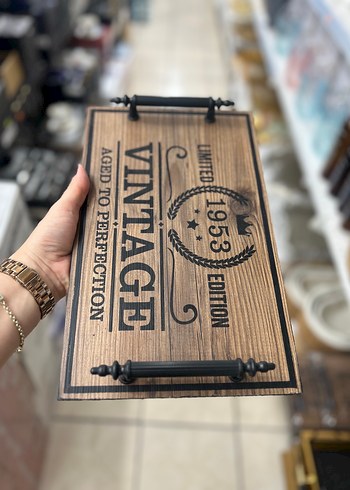 LIMITED 1953 EDITION
VINTAGE
AGED TO PERFECTION